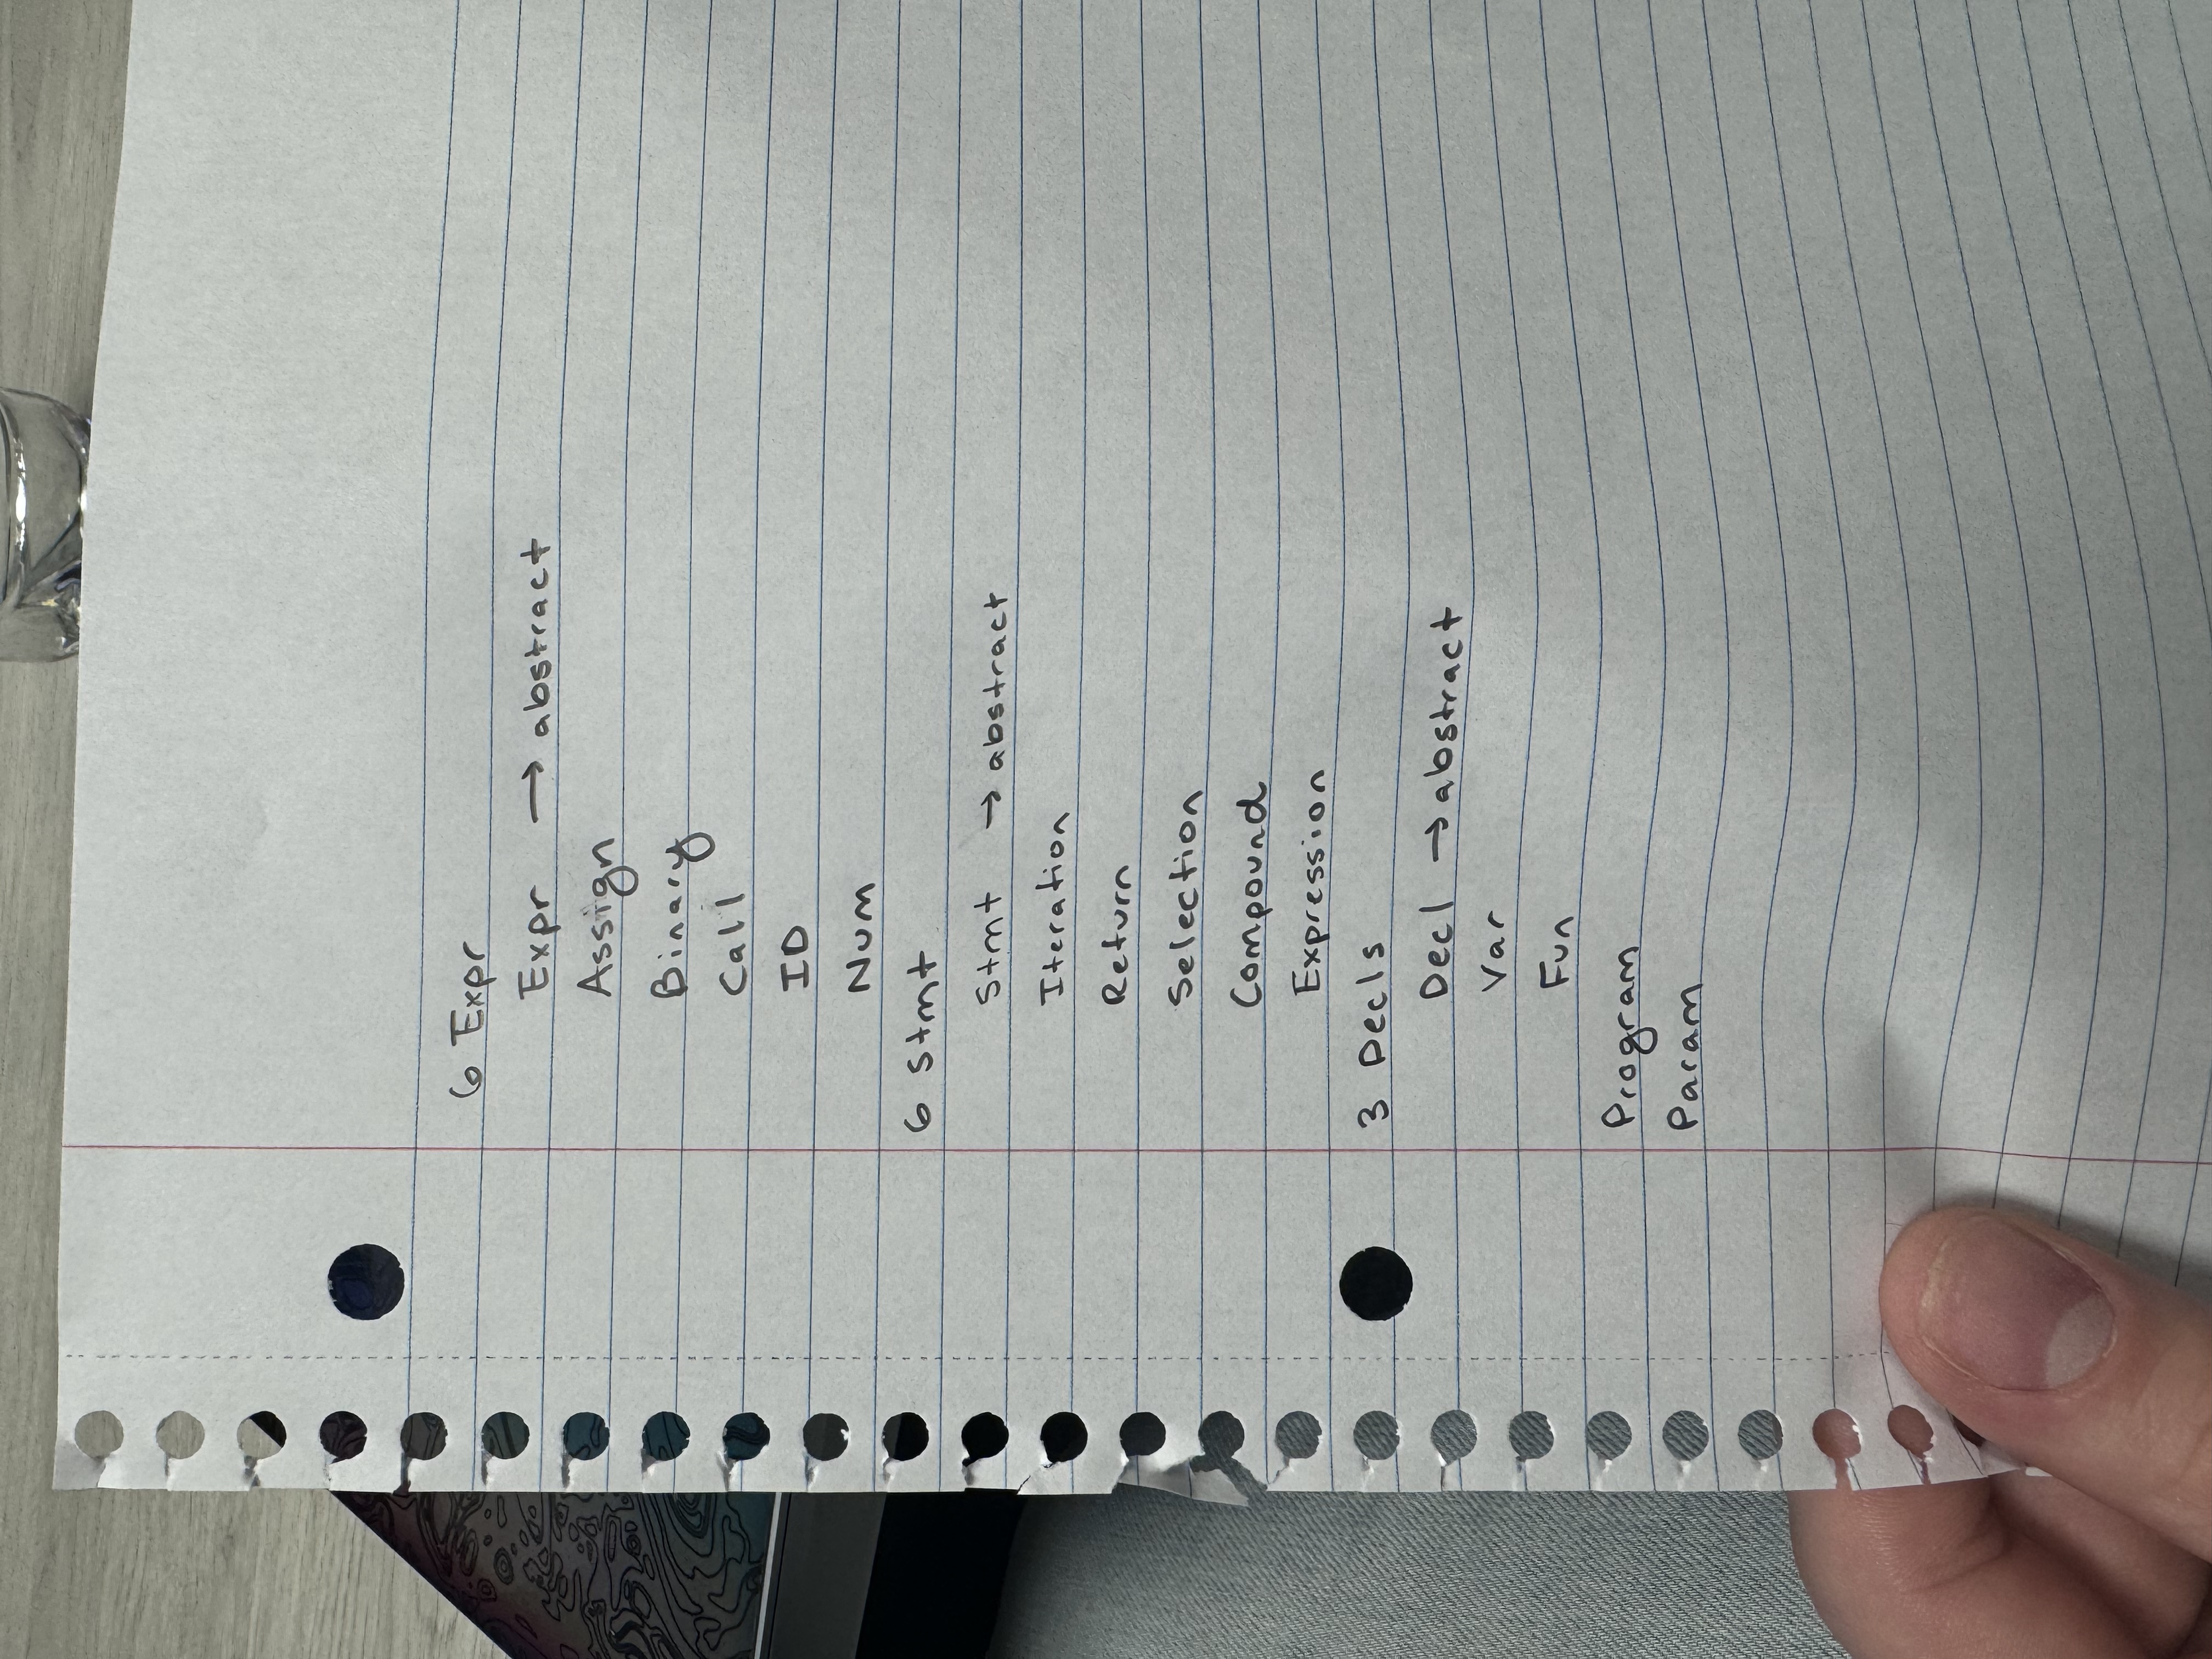 6 Expr
Expr → abstract
Assign
Binary
Call
ID
Num
6 Stmt
Stmt → abstract
Iteration
Return
Selection
Compound
Expression
3 Decls
Decl → abstract
Var
Fun
Program
Param